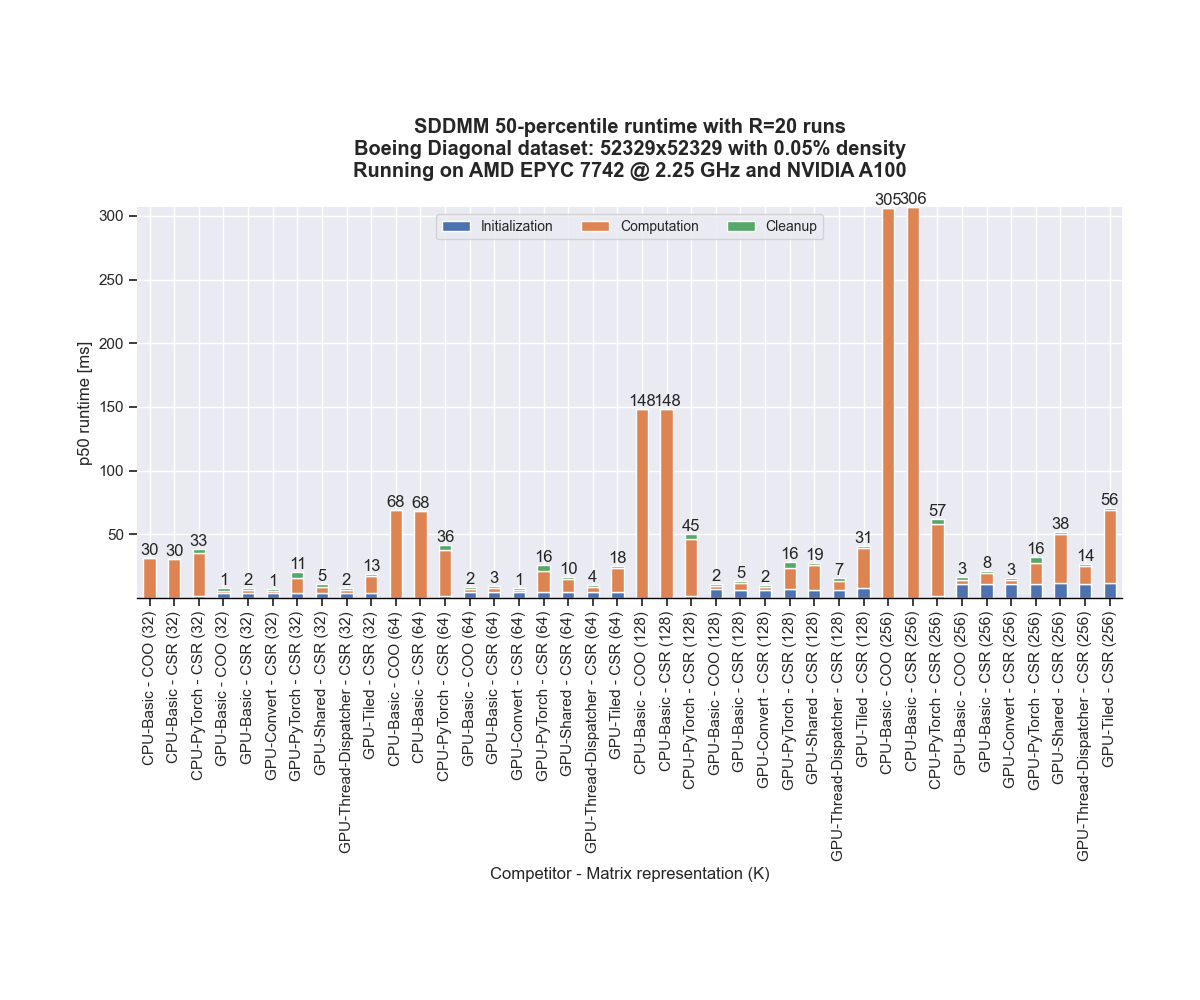 SDDMM 50-percentile runtime with R=20 runs
Boeing Diagonal dataset: 52329x52329 with 0.05% density
Running on AMD EPYC 7742 @ 2.25 GHz and NVIDIA A100
Initialization
Computation
Cleanup
p50 runtime [ms]
300
250
200
150
100
50
30
30
33
1
2
1
11
5
2
13
68
68
36
2
3
1
16
10
4
18
148
148
45
2
5
2
16
19
7
31
305
306
57
3
8
3
16
38
14
56
CPU-Basic - COO (32)
CPU-Basic - CSR (32)
CPU-PyTorch - CSR (32)
GPU-Basic - COO (32)
GPU-Basic - CSR (32)
GPU-Convert - CSR (32)
GPU-PyTorch - CSR (32)
GPU-Shared - CSR (32)
GPU-Thread-Dispatcher - CSR (32)
GPU-Tiled - CSR (32)
CPU-Basic - COO (64)
CPU-Basic - CSR (64)
CPU-PyTorch - CSR (64)
GPU-Basic - COO (64)
GPU-Basic - CSR (64)
GPU-Convert - CSR (64)
GPU-PyTorch - CSR (64)
GPU-Shared - CSR (64)
GPU-Thread-Dispatcher - CSR (64)
GPU-Tiled - CSR (64)
CPU-Basic - COO (128)
CPU-Basic - CSR (128)
CPU-PyTorch - CSR (128)
GPU-Basic - COO (128)
GPU-Basic - CSR (128)
GPU-Convert - CSR (128)
GPU-PyTorch - CSR (128)
GPU-Shared - CSR (128)
GPU-Thread-Dispatcher - CSR (128)
GPU-Tiled - CSR (128)
CPU-Basic - COO (256)
CPU-Basic - CSR (256)
CPU-PyTorch - CSR (256)
GPU-Basic - COO (256)
GPU-Basic - CSR (256)
GPU-Convert - CSR (256)
GPU-PyTorch - CSR (256)
GPU-Shared - CSR (256)
GPU-Thread-Dispatcher - CSR (256)
GPU-Tiled - CSR (256)
Competitor - Matrix representation (K)